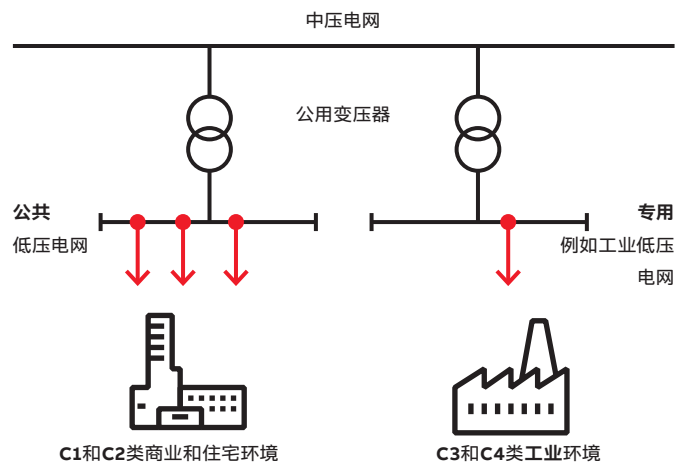 中压电网
公用变压器
公共
低压电网
专用
例如工业低压
电网
C1和C2类商业和住宅环境
C3和C4类工业环境